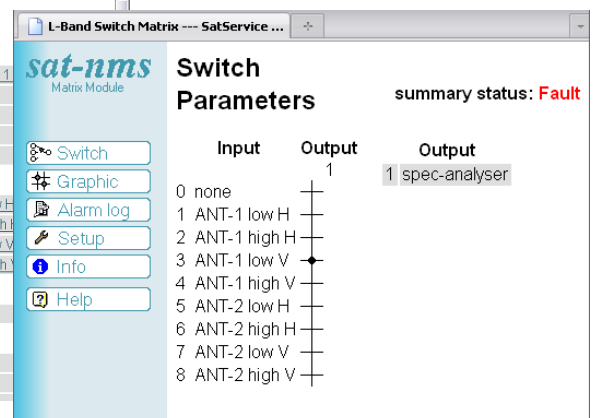 L-Band Switch Matrix --- SatService ...
sat-nms
Matrix Module
Switch
Graphic
Alarm log
Setup
Info
Help
Switch
Parameters
summary status: Fault
Input Output
1
0 none
1 ANT-1 low H
2 ANT-1 high H
3 ANT-1 low V
4 ANT-1 high V
5 ANT-2 low H
6 ANT-2 high H
7 ANT-2 low V
8 ANT-2 high V
Output
1 spec-analyser